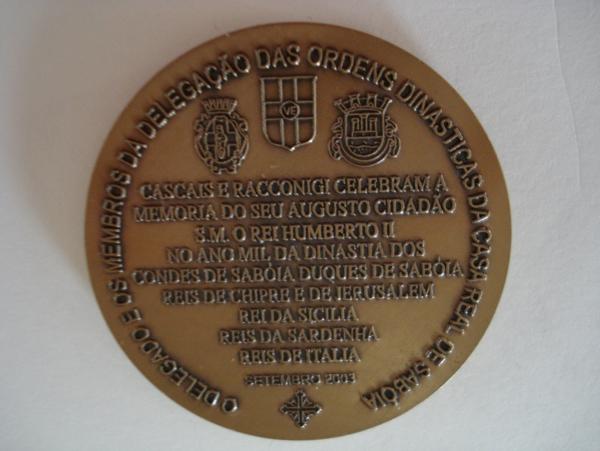 O DELEGADO E OS MEMBROS DA DELEGAÇÃO DAS ORDENS DINASTICAS DA CASA REAL DE SABÓIA
VE
CASCAIS E RACCONIGI CELEBRAM A
MEMORIA DO SEU AUGUSTO CIDADÃO
S.M. O REI HUMBERTO II
NO ANO MIL DA DINASTIA DOS
CONDES DE SABÓIA DUQUES DE SABÓIA
REIS DE CHIPRE E DE JERUSALEM
REI DA SICILIA
REIS DA SARDENHA
REIS DE ITALIA
SETEMBRO 2003